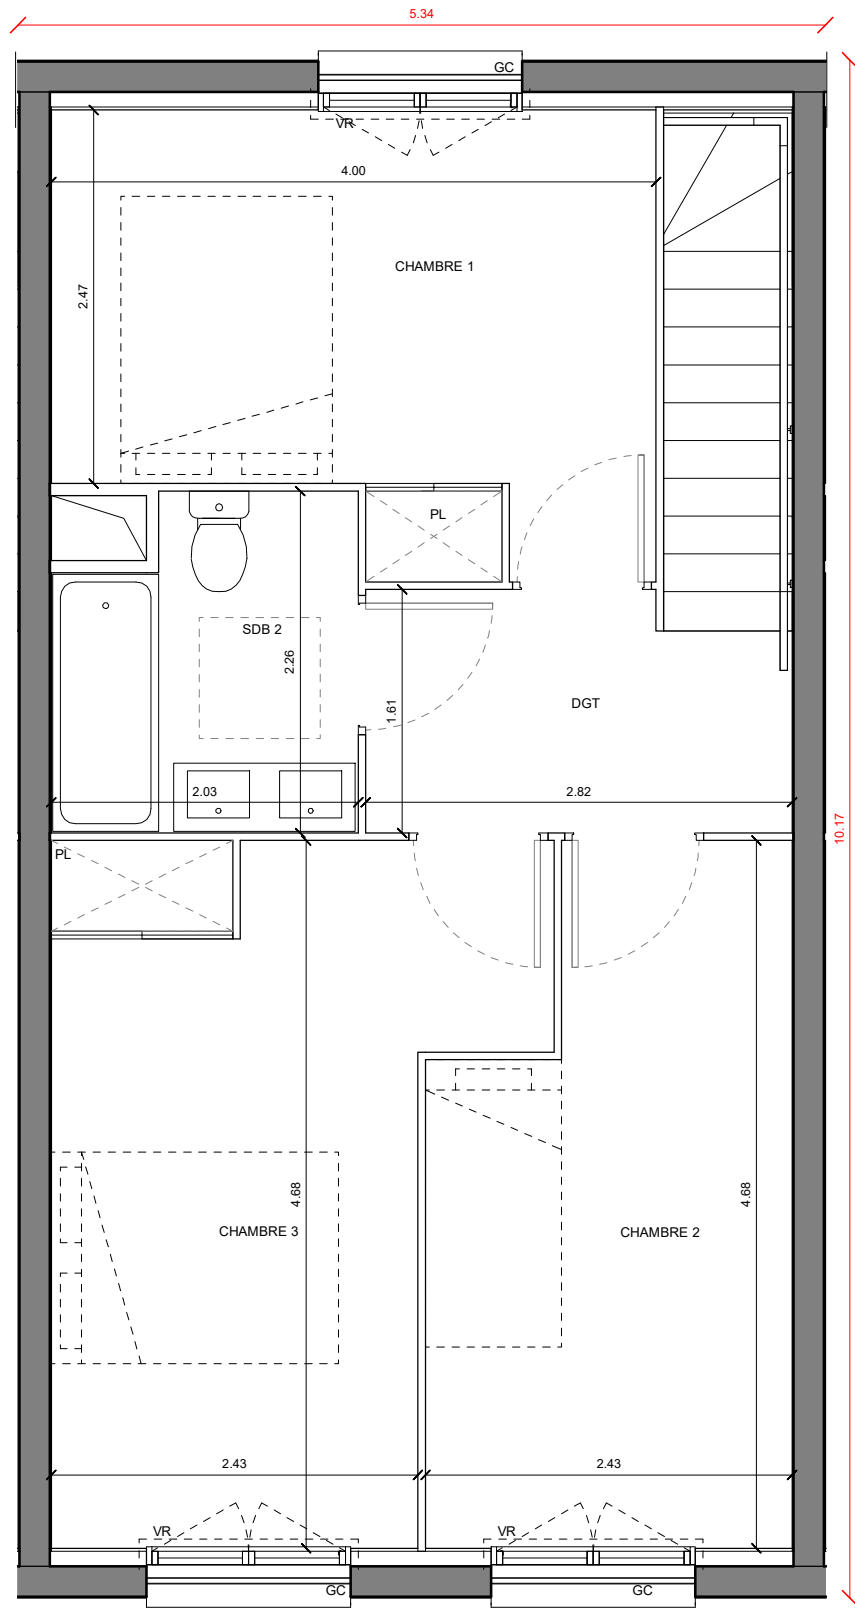 5.34
GC
VR
4.00
CHAMBRE 1
2.47
PL
SDB 2
2.26
1.61
DGT
2.03
2.82
10.17
PL
4.68
4.68
CHAMBRE 3
CHAMBRE 2
2.43
2.43
VR
VR
GC
GC